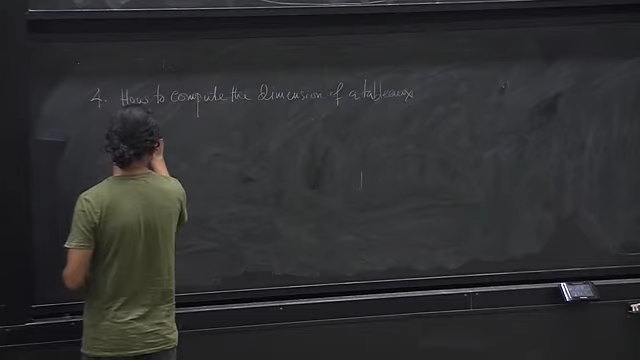 4. How to compute the dimension of a tableaux